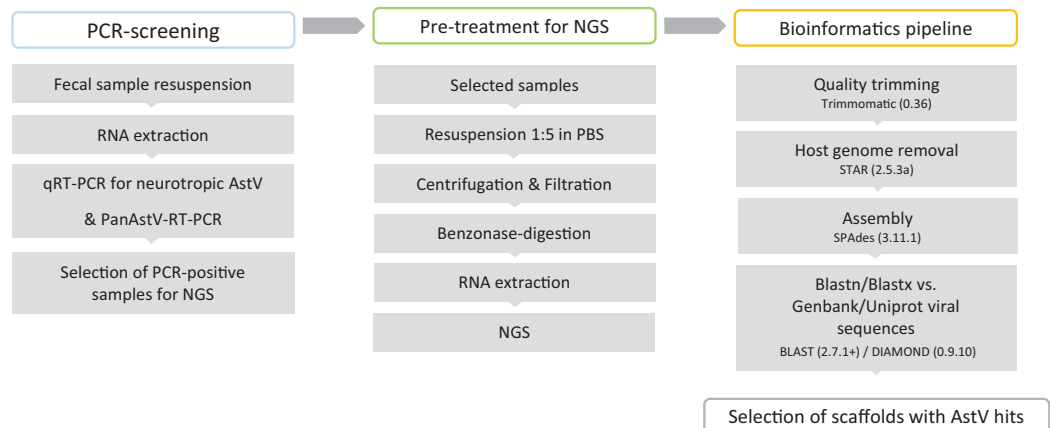 PCR-screening
Fecal sample resuspension
RNA extraction
qRT-PCR for neurotropic AstV
& PanAstV-RT-PCR
Selection of PCR-positive
samples for NGS
Pre-treatment for NGS
Selected samples
Resuspension 1:5 in PBS
Centrifugation & Filtration
Benzonase-digestion
RNA extraction
NGS
Bioinformatics pipeline
Quality trimming
Trimmomatic (0.36)
Host genome removal
STAR (2.5.3a)
Assembly
SPAdes (3.11.1)
Blastn/Blastx vs.
Genbank/Uniprot viral
sequences
BLAST (2.7.1+) / DIAMOND (0.9.10)
Selection of scaffolds with AstV hits